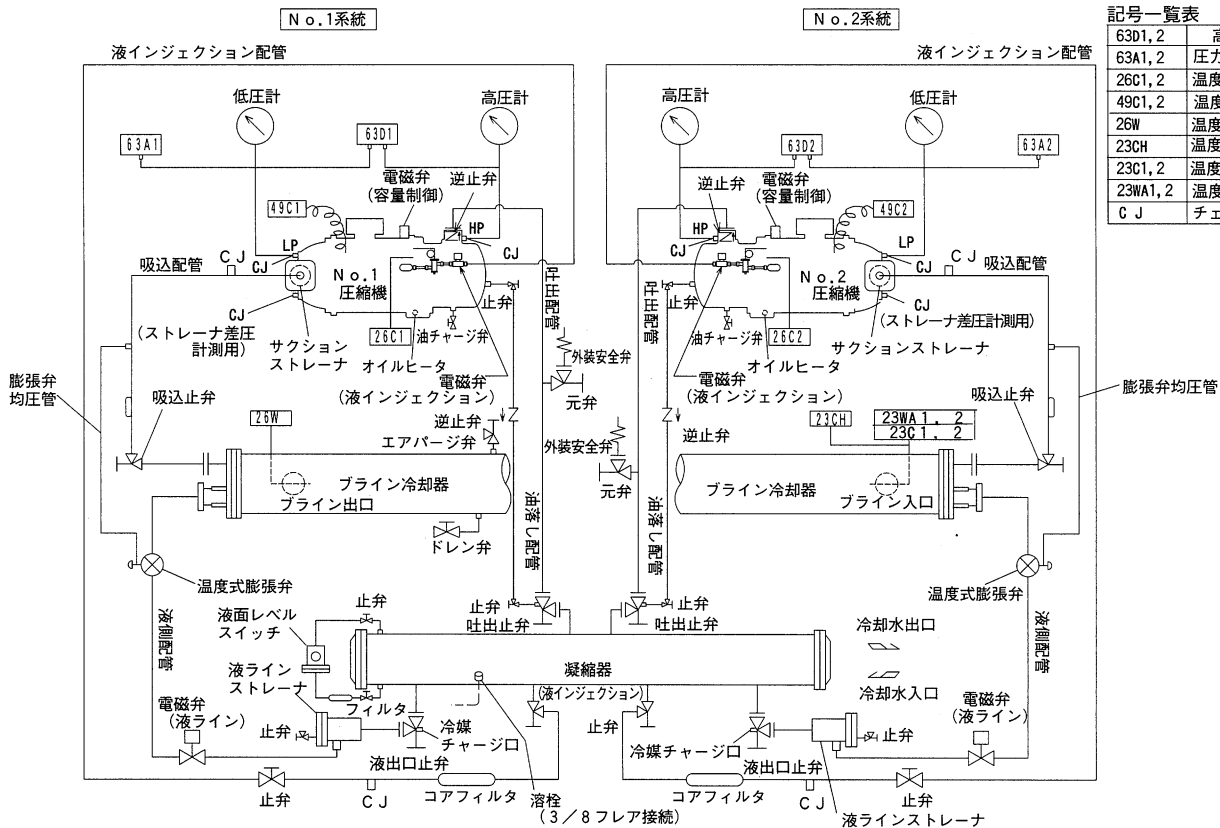 No.1系統
No.2系統
記号一覧表
63D1,2 高
63A1,2 圧力
26C1,2 温度
49C1,2 温度
26W 温度
23CH 温度
23C1,2 温度
23WA1,2 温度
CJ チェ
液インジェクション配管
液インジェクション配管
低圧計
高圧計
高圧計
低圧計
63A1
63D1
63D2
63A2
電磁弁
(容量制御)
逆止弁
逆止弁
電磁弁
(容量制御)
49C1
49C2
HP
CJ
HP
CJ
LP
CJ
LP
CJ
吸込配管
CJ
CJ
吸込配管
No.1
圧縮機
No.2
圧縮機
CJ
(ストレーナ差圧
計測用)
CJ
(ストレーナ差圧計測用)
サクション
ストレーナ
サクションストレーナ
26C1
26C2
オイルヒータ
オイルヒータ
油チャージ弁
油チャージ弁
止弁
止弁
吐出配管
吐出配管
外装安全弁
元弁
外装安全弁
元弁
電磁弁
(液インジェクション)
電磁弁
(液インジェクション)
膨張弁
均圧管
膨張弁均圧管
吸込止弁
吸込止弁
26W
逆止弁
エアパージ弁
逆止弁
23CH
23WA1, 2
23C1, 2
ブライン冷却器
ブライン出口
ブライン冷却器
ブライン入口
ドレン弁
油落し配管
油落し配管
温度式膨張弁
温度式膨張弁
液側配管
液側配管
止弁
吐出止弁
止弁
吐出止弁
液面レベル
スイッチ
凝縮器
冷却水出口
冷却水入口
液ライン
ストレーナ
フィルタ
(液インジェクション)
電磁弁
(液ライン)
止弁
冷媒
チャージ口
止弁
冷媒チャージ口
止弁
電磁弁
(液ライン)
液出口止弁
液出口止弁
止弁
CJ
コアフィルタ
溶栓
(3/8フレア接続)
コアフィルタ
CJ
止弁
液ラインストレーナ